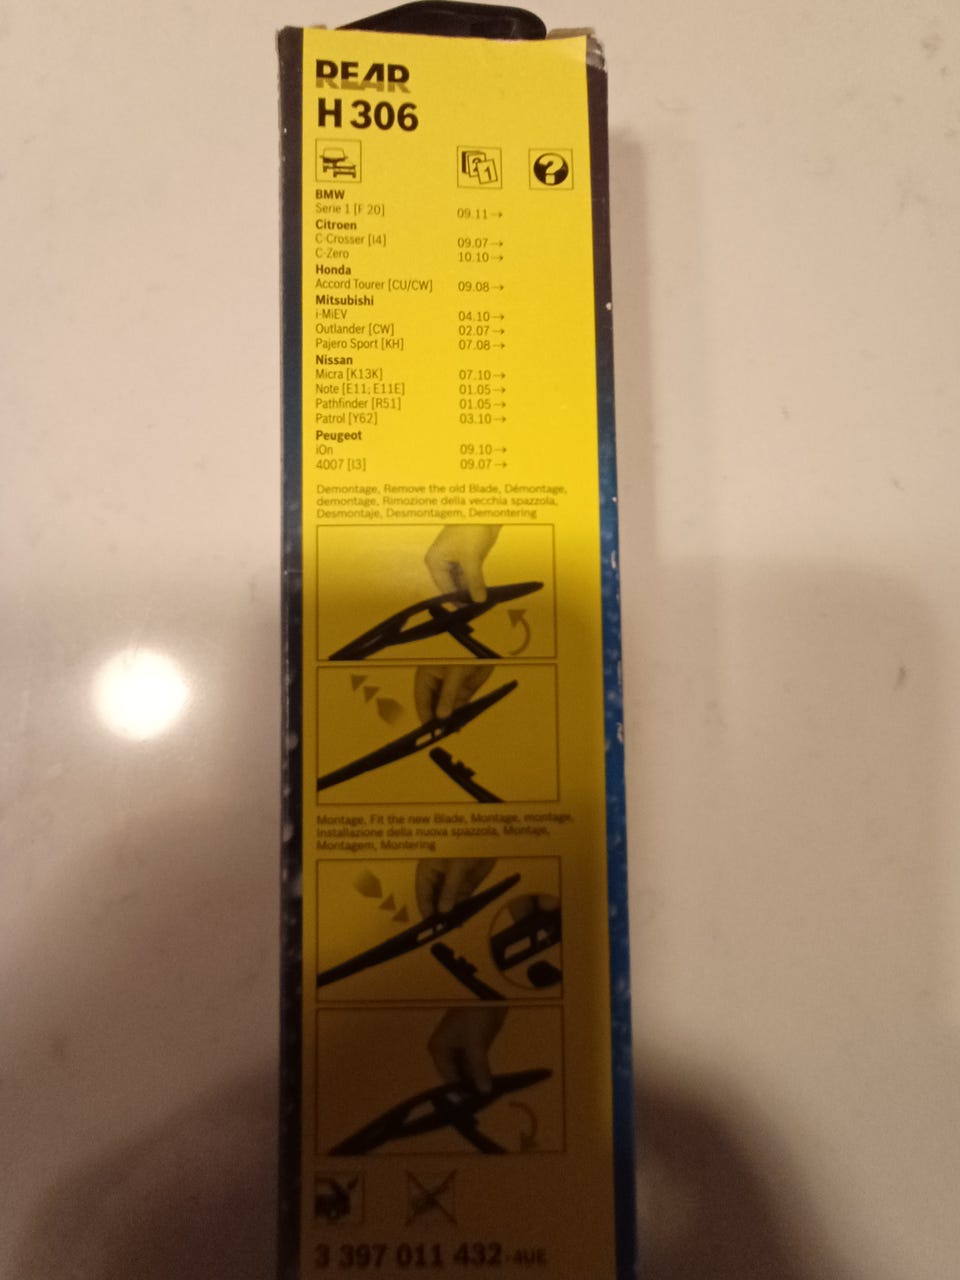 REAR
H 306
BMW
Serie 1 [F 20] 09.11→
Citroen
C-Crosser [I4] 09.07→
C-Zero 10.10→
Honda
Accord Tourer [CU/CW] 09.08→
Mitsubishi
i-MiEV 04.10→
Outlander [CW] 02.07→
Pajero Sport [KH] 07.08→
Nissan
Micra [K13K] 07.10→
Note [E11; E11E] 01.05→
Pathfinder [R51] 01.05→
Patrol [Y62] 03.10→
Peugeot
iOn 09.10→
4007 [I3] 09.07→
Demontage, Remove the old Blade, Démontage,
demontage, Rimozione della vecchia spazzola,
Desmontaje, Desmontagem, Demontering
Montage, Fit the new Blade, Montage, montage,
Installazione della nuova spazzola, Montaje,
Montagem, Montering
3 397 011 432-4UE